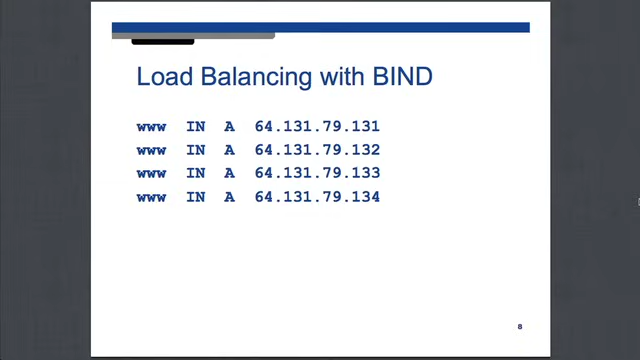 Load Balancing with BIND
www IN A 64.131.79.131
www IN A 64.131.79.132
www IN A 64.131.79.133
www IN A 64.131.79.134
8